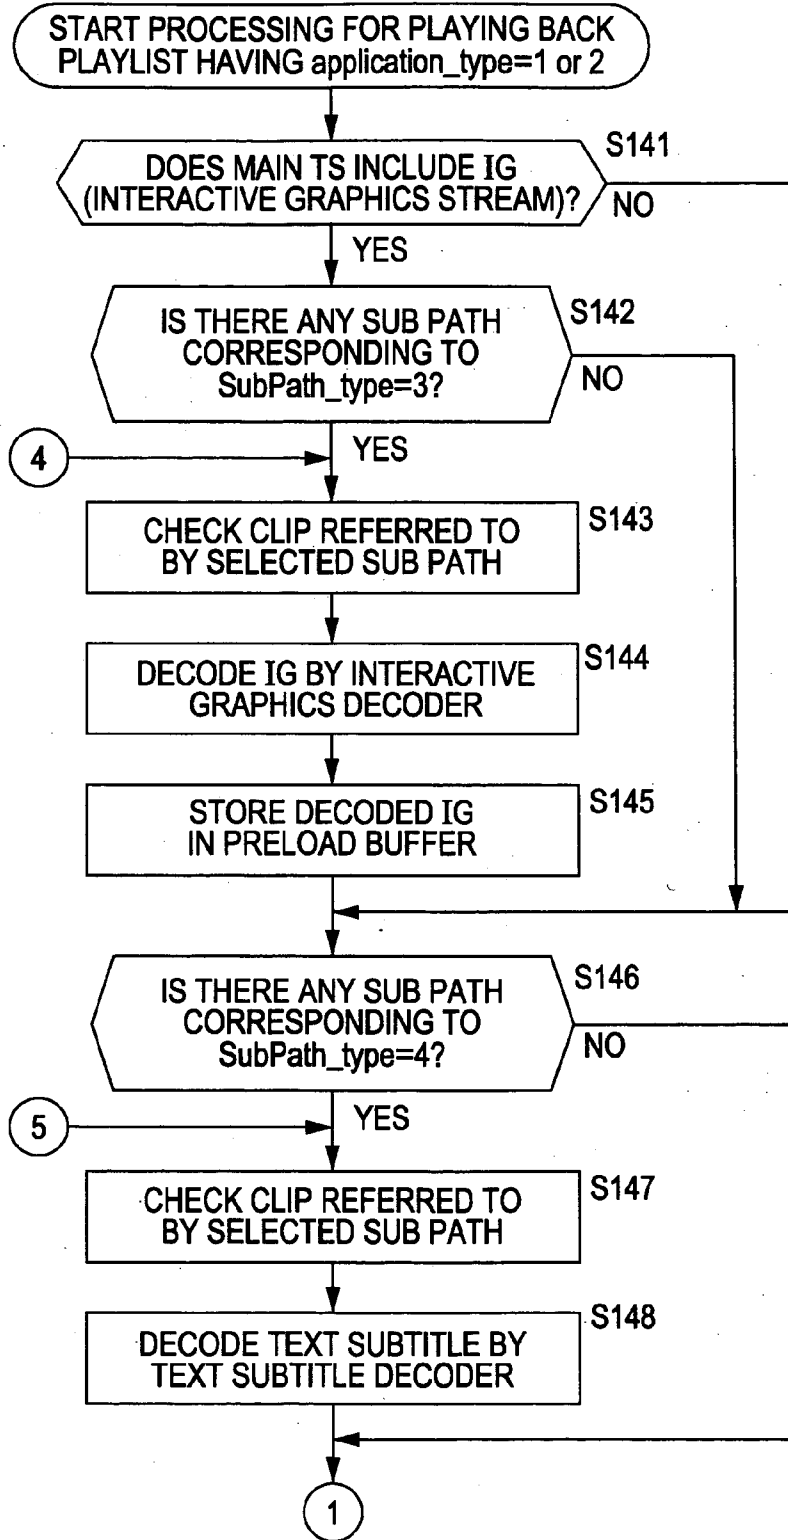 START PROCESSING FOR PLAYING BACK
PLAYLIST HAVING application_type=1 or 2
DOES MAIN TS INCLUDE IG
(INTERACTIVE GRAPHICS STREAM)?
S141
NO
YES
IS THERE ANY SUB PATH
CORRESPONDING TO
SubPath_type=3?
S142
NO
YES
4
CHECK CLIP REFERRED TO
BY SELECTED SUB PATH
S143
DECODE IG BY INTERACTIVE
GRAPHICS DECODER
S144
STORE DECODED IG
IN PRELOAD BUFFER
S145
IS THERE ANY SUB PATH
CORRESPONDING TO
SubPath_type=4?
S146
NO
YES
5
CHECK CLIP REFERRED TO
BY SELECTED SUB PATH
S147
DECODE TEXT SUBTITLE BY
TEXT SUBTITLE DECODER
S148
1